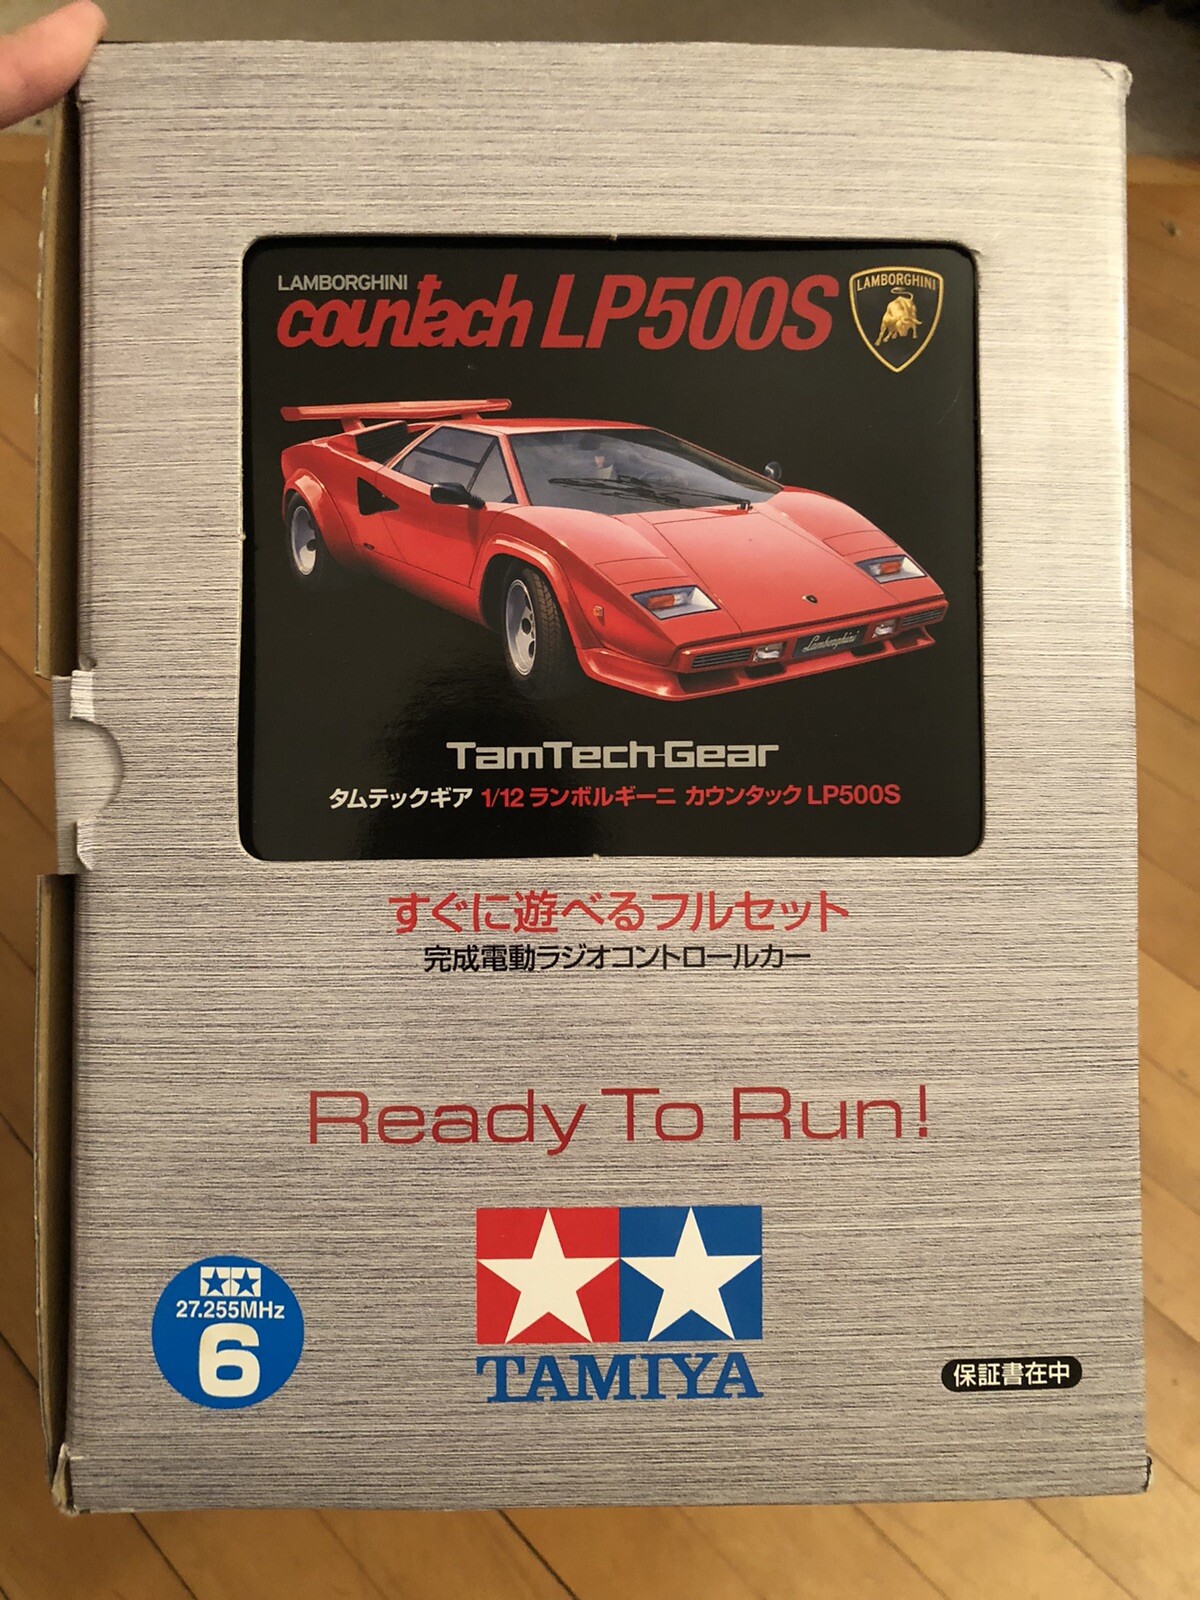 LAMBORGHINI
countach LP500S
LAMBORGHINI
Lamborghini
TamTech-Gear
タムテックギア 1/12 ランボルギーニ カウンタック LP500S
すぐに遊べるフルセット
完成電動ラジオコントロールカー
Ready To Run!
27.255MHz
6
TAMIYA
保証書在中